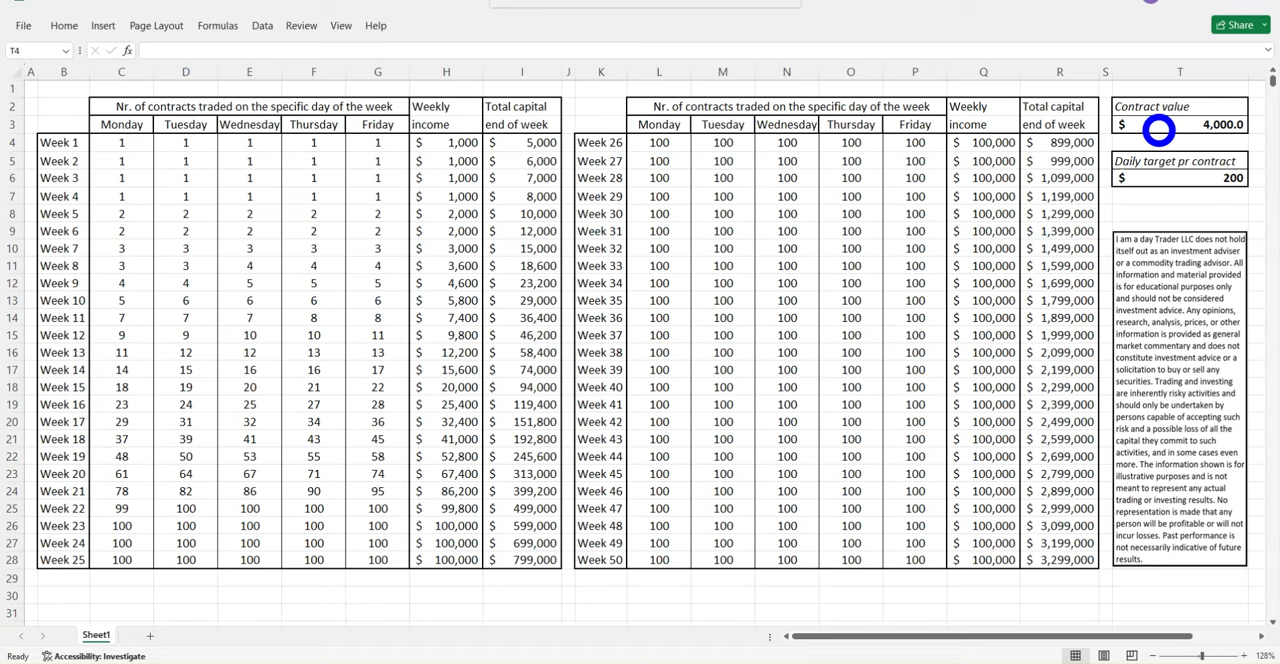 File Home Insert Page Layout Formulas Data Review View Help Share
T4 fx
A B C D E F G H I J K L M N O P Q R S T
1
2 Nr. of contracts traded on the specific day of the week Weekly Total capital Nr. of contracts traded on the specific day of the week Weekly Total capital Contract value
3 Monday Tuesday Wednesday Thursday Friday income end of week Monday Tuesday Wednesday Thursday Friday income end of week $ 4,000.0
4 Week 1 1 1 1 1 1 $ 1,000 $ 5,000 Week 26 100 100 100 100 100 $ 100,000 $ 899,000
5 Week 2 1 1 1 1 1 $ 1,000 $ 6,000 Week 27 100 100 100 100 100 $ 100,000 $ 999,000 Daily target pr contract
6 Week 3 1 1 1 1 1 $ 1,000 $ 7,000 Week 28 100 100 100 100 100 $ 100,000 $ 1,099,000 $ 200
7 Week 4 1 1 1 1 1 $ 1,000 $ 8,000 Week 29 100 100 100 100 100 $ 100,000 $ 1,199,000
8 Week 5 2 2 2 2 2 $ 2,000 $ 10,000 Week 30 100 100 100 100 100 $ 100,000 $ 1,299,000
9 Week 6 2 2 2 2 2 $ 2,000 $ 12,000 Week 31 100 100 100 100 100 $ 100,000 $ 1,399,000
10 Week 7 3 3 3 3 3 $ 3,000 $ 15,000 Week 32 100 100 100 100 100 $ 100,000 $ 1,499,000
11 Week 8 3 3 4 4 4 $ 3,600 $ 18,600 Week 33 100 100 100 100 100 $ 100,000 $ 1,599,000
12 Week 9 4 4 5 5 5 $ 4,600 $ 23,200 Week 34 100 100 100 100 100 $ 100,000 $ 1,699,000
13 Week 10 5 6 6 6 6 $ 5,800 $ 29,000 Week 35 100 100 100 100 100 $ 100,000 $ 1,799,000
14 Week 11 7 7 7 8 8 $ 7,400 $ 36,400 Week 36 100 100 100 100 100 $ 100,000 $ 1,899,000
15 Week 12 9 9 10 10 11 $ 9,800 $ 46,200 Week 37 100 100 100 100 100 $ 100,000 $ 1,999,000
16 Week 13 11 12 12 13 13 $ 12,200 $ 58,400 Week 38 100 100 100 100 100 $ 100,000 $ 2,099,000
17 Week 14 14 15 16 16 17 $ 15,600 $ 74,000 Week 39 100 100 100 100 100 $ 100,000 $ 2,199,000
18 Week 15 18 19 20 21 22 $ 20,000 $ 94,000 Week 40 100 100 100 100 100 $ 100,000 $ 2,299,000
19 Week 16 23 24 25 27 28 $ 25,400 $ 119,400 Week 41 100 100 100 100 100 $ 100,000 $ 2,399,000
20 Week 17 29 31 32 34 36 $ 32,400 $ 151,800 Week 42 100 100 100 100 100 $ 100,000 $ 2,499,000
21 Week 18 37 39 41 43 45 $ 41,000 $ 192,800 Week 43 100 100 100 100 100 $ 100,000 $ 2,599,000
22 Week 19 48 50 53 55 58 $ 52,800 $ 245,600 Week 44 100 100 100 100 100 $ 100,000 $ 2,699,000
23 Week 20 61 64 67 71 74 $ 67,400 $ 313,000 Week 45 100 100 100 100 100 $ 100,000 $ 2,799,000
24 Week 21 78 82 86 90 95 $ 86,200 $ 399,200 Week 46 100 100 100 100 100 $ 100,000 $ 2,899,000
25 Week 22 99 100 100 100 100 $ 99,800 $ 499,000 Week 47 100 100 100 100 100 $ 100,000 $ 2,999,000
26 Week 23 100 100 100 100 100 $ 100,000 $ 599,000 Week 48 100 100 100 100 100 $ 100,000 $ 3,099,000
27 Week 24 100 100 100 100 100 $ 100,000 $ 699,000 Week 49 100 100 100 100 100 $ 100,000 $ 3,199,000
28 Week 25 100 100 100 100 100 $ 100,000 $ 799,000 Week 50 100 100 100 100 100 $ 100,000 $ 3,299,000
29
30
31
I am a day Trader LLC does not hold
itself out as an investment adviser
or a commodity trading advisor. All
information and material provided
is for educational purposes only
and should not be considered
investment advice. Any opinions,
research, analysis, prices, or other
information is provided as general
market commentary and does not
constitute investment advice or a
solicitation to buy or sell any
securities. Trading and investing
are inherently risky activities and
should only be undertaken by
persons capable of accepting such
risk and a possible loss of all the
capital they commit to such
activities, and in some cases even
more. The information shown is for
illustrative purposes and is not
meant to represent any actual
trading or investing results. No
representation is made that any
person will be profitable or will not
incur losses. Past performance is
not necessarily indicative of future
results.
Sheet1
Ready Accessibility: Investigate 128%